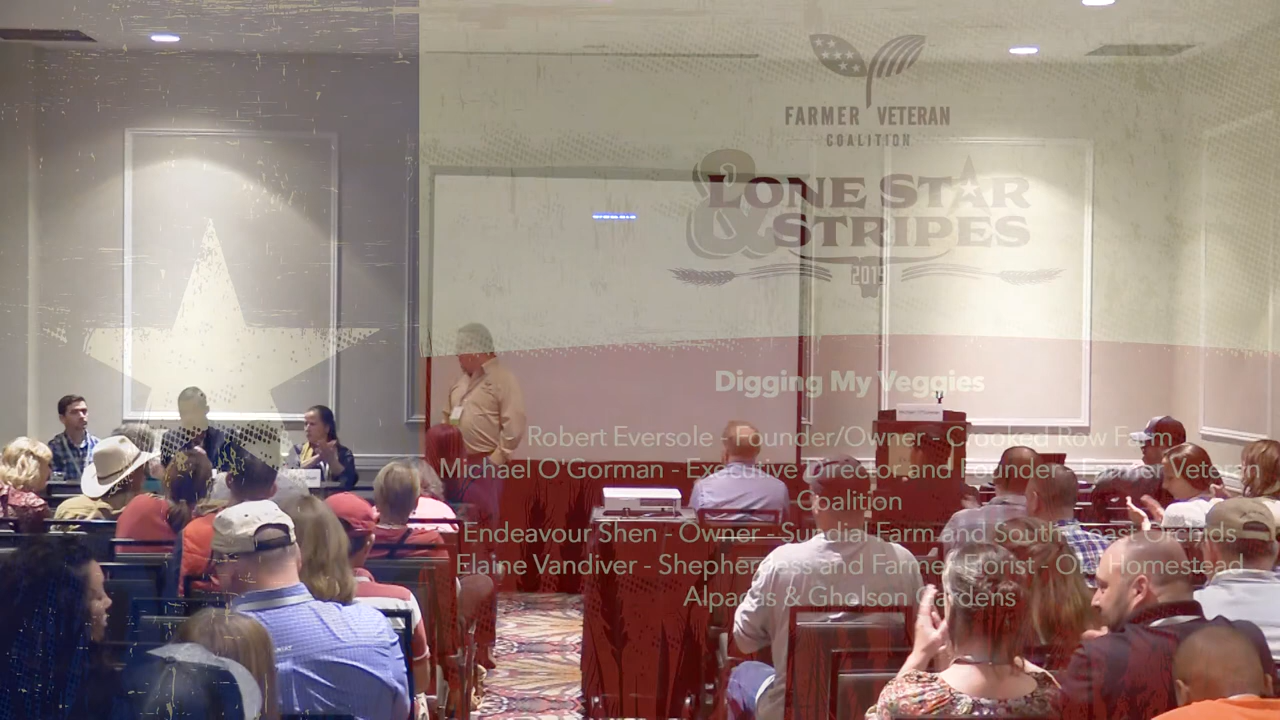 FARMER VETERAN
COALITION
LONE STAR
& STRIPES
2019
Digging My Veggies
Robert Eversole - Founder/Owner - Crooked Row Farm
Michael O'Gorman - Executive Director and Founder - Farmer Veteran
Coalition
Endeavour Shen - Owner - Sundial Farm and South Orchids
Elaine Vandiver - Shepherdess and Farmer Florist - Old Homestead
Alpacas & Gholson Gardens